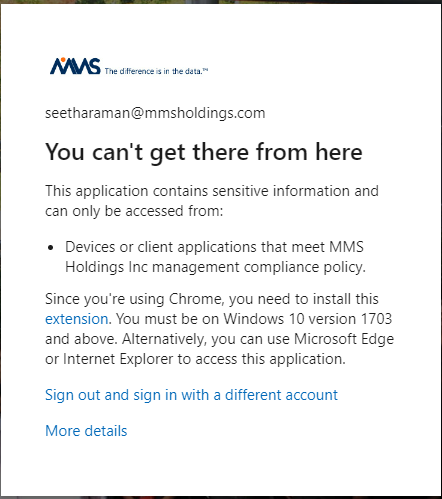 MMS The difference is in the data.™
seetharaman@mmsholdings.com
You can't get there from here
This application contains sensitive information and
can only be accessed from:
• Devices or client applications that meet MMS
Holdings Inc management compliance policy.
Since you're using Chrome, you need to install this
extension. You must be on Windows 10 version 1703
and above. Alternatively, you can use Microsoft Edge
or Internet Explorer to access this application.
Sign out and sign in with a different account
More details